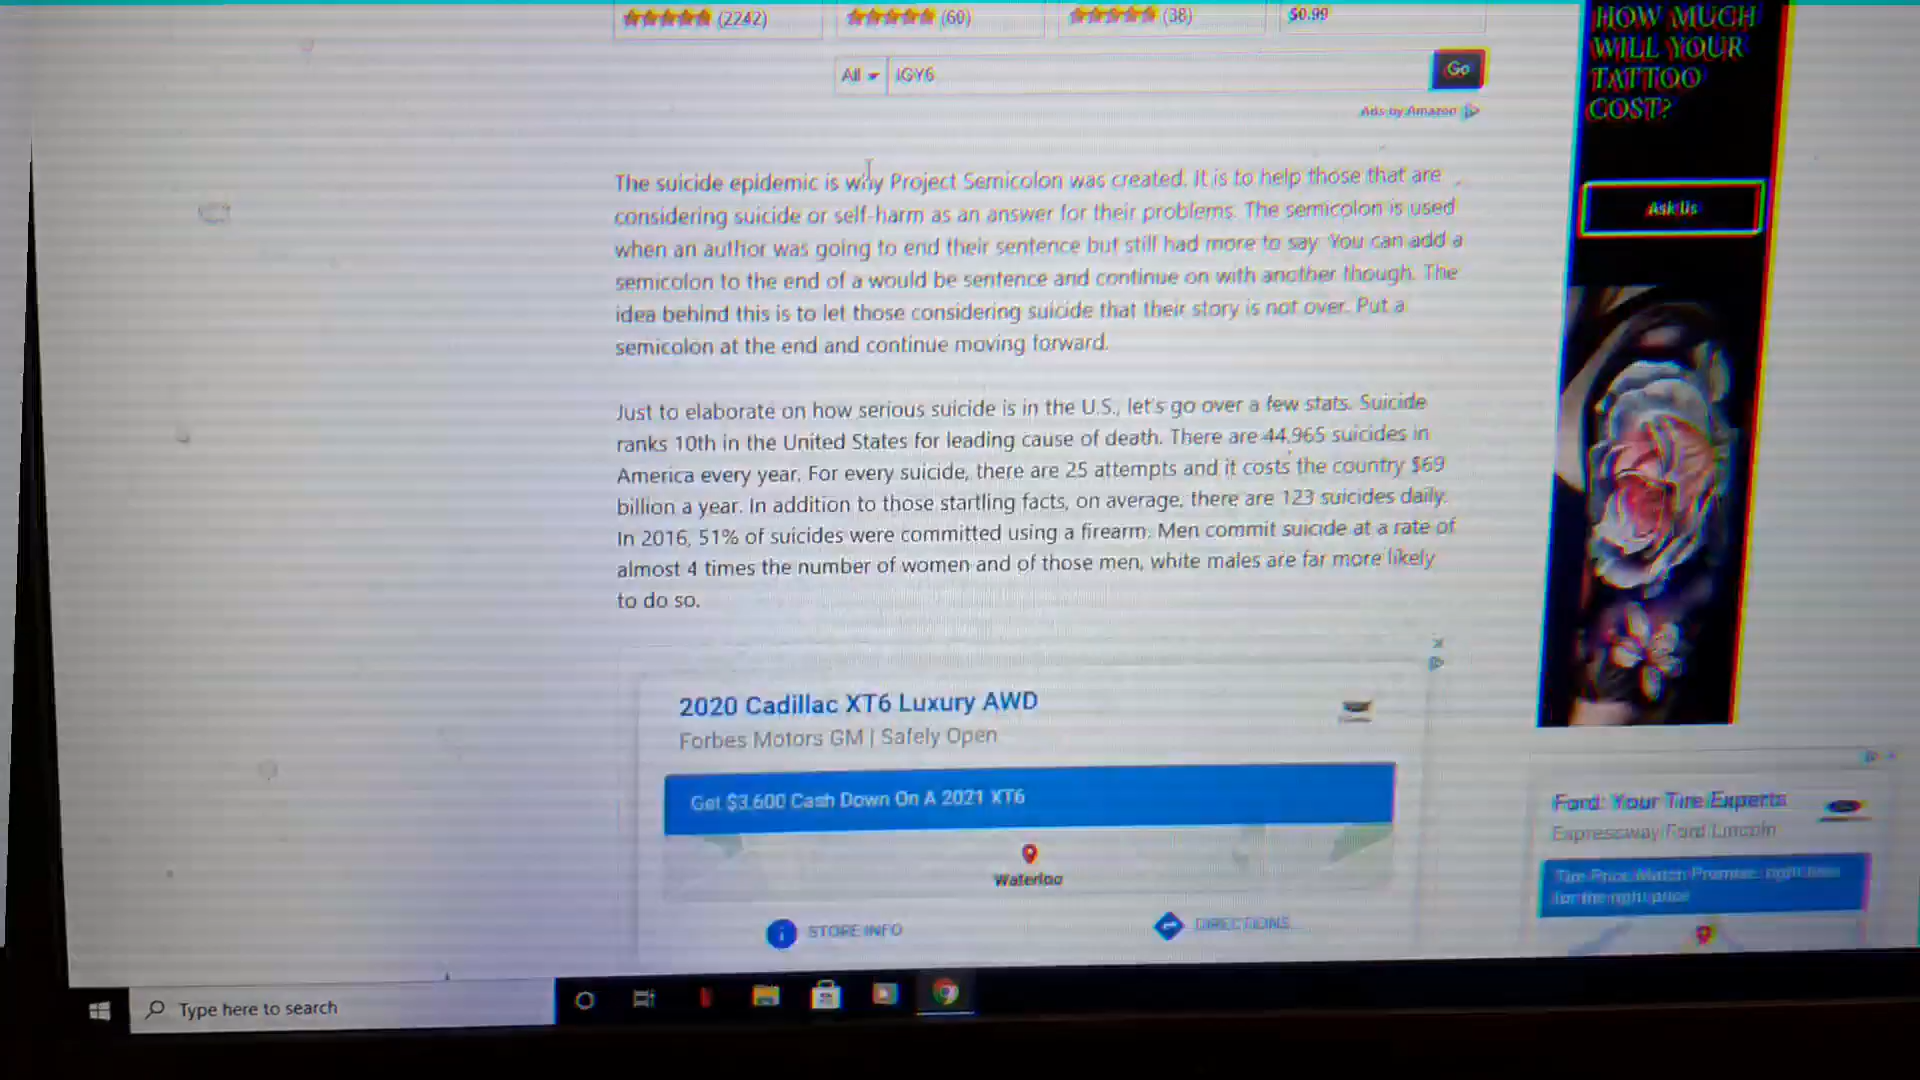 (2242)
(60)
(38)
$0.99
All
IGY6
Go
Ads by Amazon
The suicide epidemic is why Project Semicolon was created. It is to help those that are
considering suicide or self-harm as an answer for their problems. The semicolon is used
when an author was going to end their sentence but still had more to say. You can add a
semicolon to the end of a would be sentence and continue on with another though. The
idea behind this is to let those considering suicide that their story is not over. Put a
semicolon at the end and continue moving forward.
Just to elaborate on how serious suicide is in the U.S., let's go over a few stats. Suicide
ranks 10th in the United States for leading cause of death. There are 44,965 suicides in
America every year. For every suicide, there are 25 attempts and it costs the country $69
billion a year. In addition to those startling facts, on average, there are 123 suicides daily.
In 2016, 51% of suicides were committed using a firearm. Men commit suicide at a rate of
almost 4 times the number of women and of those men, white males are far more likely
to do so.
2020 Cadillac XT6 Luxury AWD
Forbes Motors GM | Safely Open
Get $3,600 Cash Down On A 2021 XT6
Waterloo
STORE INFO
DIRECTIONS
HOW MUCH
WILL YOUR
TATTOO
COST?
Ask Us
Ford: Your Tire Experts
Expressway Ford Lincoln
Tire Price Match Promise, right here
for the right price
Type here to search